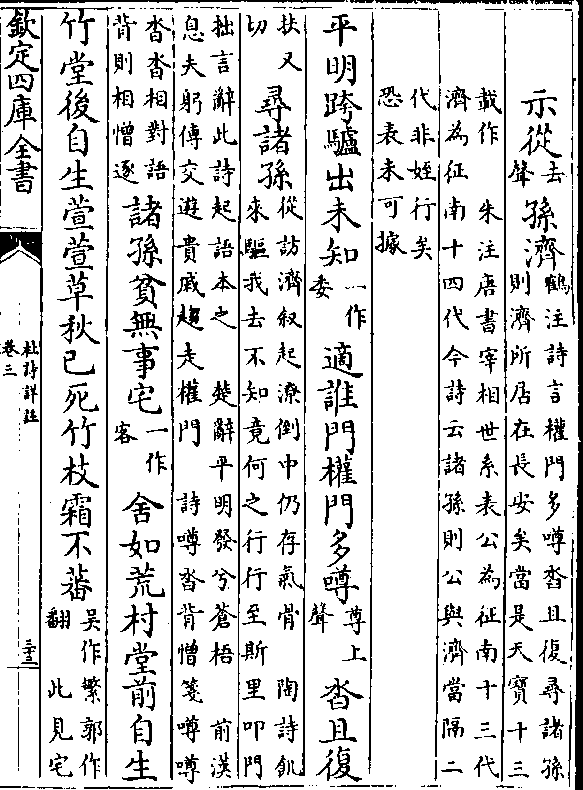 示從去聲孫濟鶴注詩言權門多噂沓且復尋諸孫則濟所居在長安矣當是天寶十三
載作 朱注唐書宰相世系表公為征南十三代濟為征南十四代今詩云諸孫則公與濟當隔二
代非姪行矣恐表未可據
平明跨驢出未知一作委適誰門權門多噂尊上聲沓且復
扶又切尋諸孫從訪濟叙起潦倒中仍存氣骨 陶詩飢來驅我去不知竟何之行行至斯里叩門
拙言辭此詩起語本之 楚辭平明發兮蒼梧 前漢息夫躬傳交遊貴戚趨走權門 詩噂沓背憎箋噂噂
沓沓相對語背則相憎逐諸孫貧無事宅一作客舍如荒村堂前自生
竹堂後自生萱萱草秋已死竹枝霜不蕃吳作繁郭作翻 此見宅
欽定四庫全書
杜詩詳註
卷三
三十三